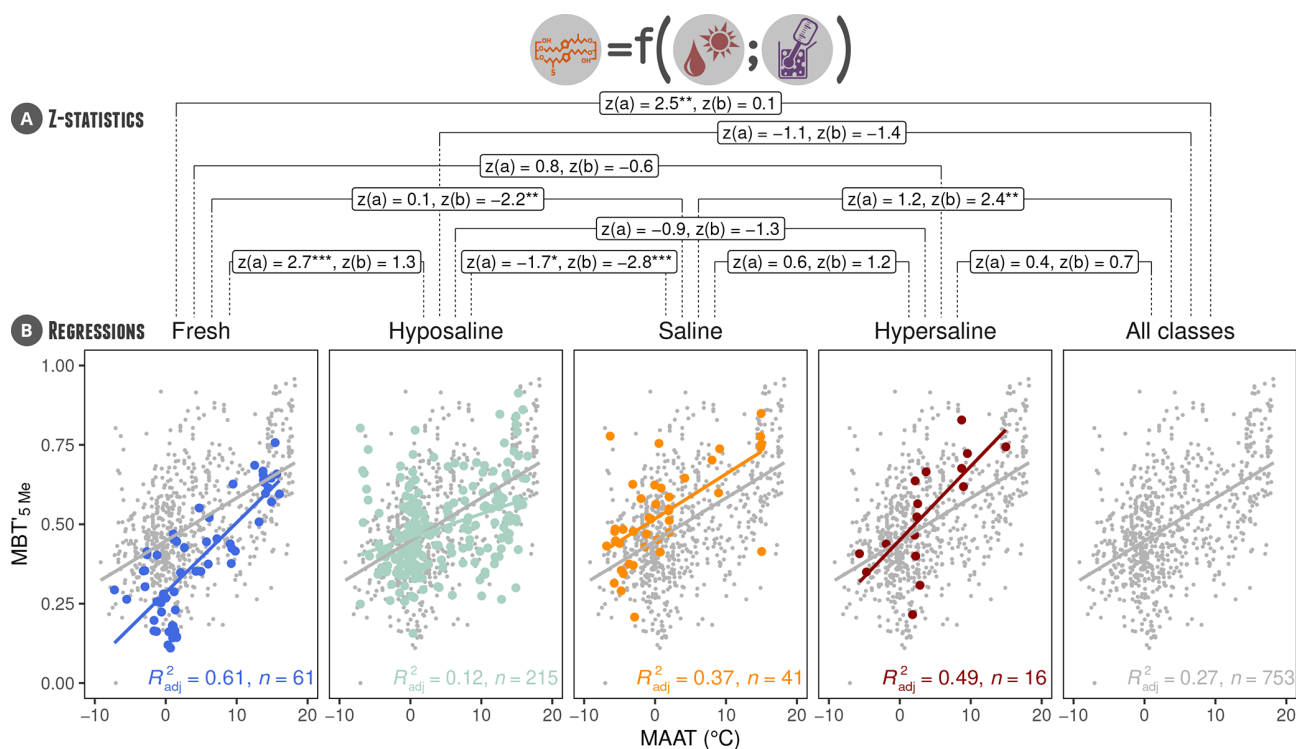 OH
O
O
O
O
OH
5
=f( ; )
A Z-statistics
z(a) = 2.5**, z(b) = 0.1
z(a) = −1.1, z(b) = −1.4
z(a) = 0.8, z(b) = −0.6
z(a) = 0.1, z(b) = −2.2**
z(a) = 1.2, z(b) = 2.4**
z(a) = −0.9, z(b) = −1.3
z(a) = 2.7***, z(b) = 1.3
z(a) = −1.7*, z(b) = −2.8***
z(a) = 0.6, z(b) = 1.2
z(a) = 0.4, z(b) = 0.7
B Regressions
Fresh
Hyposaline
Saline
Hypersaline
All classes
MBT'5 Me
1.00
0.75
0.50
0.25
0.00
R²adj = 0.61, n = 61
R²adj = 0.12, n = 215
R²adj = 0.37, n = 41
R²adj = 0.49, n = 16
R²adj = 0.27, n = 753
−10 0 10 20
−10 0 10 20
−10 0 10 20
−10 0 10 20
−10 0 10 20
MAAT (°C)